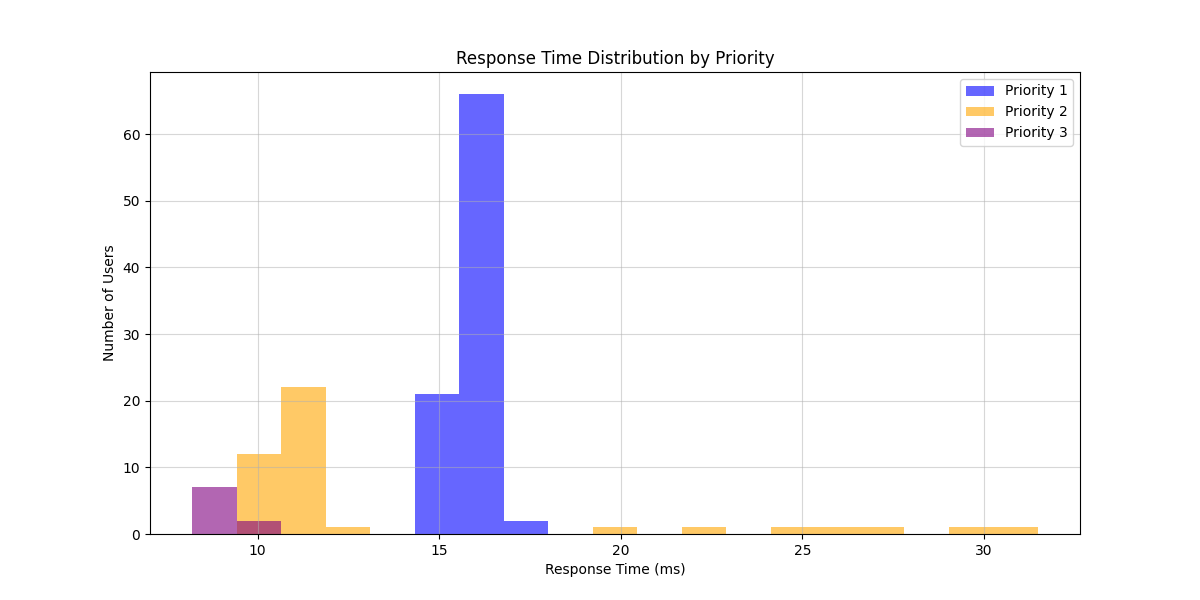 Response Time Distribution by Priority
Priority 1
Priority 2
Priority 3
Number of Users
60
50
40
30
20
10
0
10 15 20 25 30
Response Time (ms)